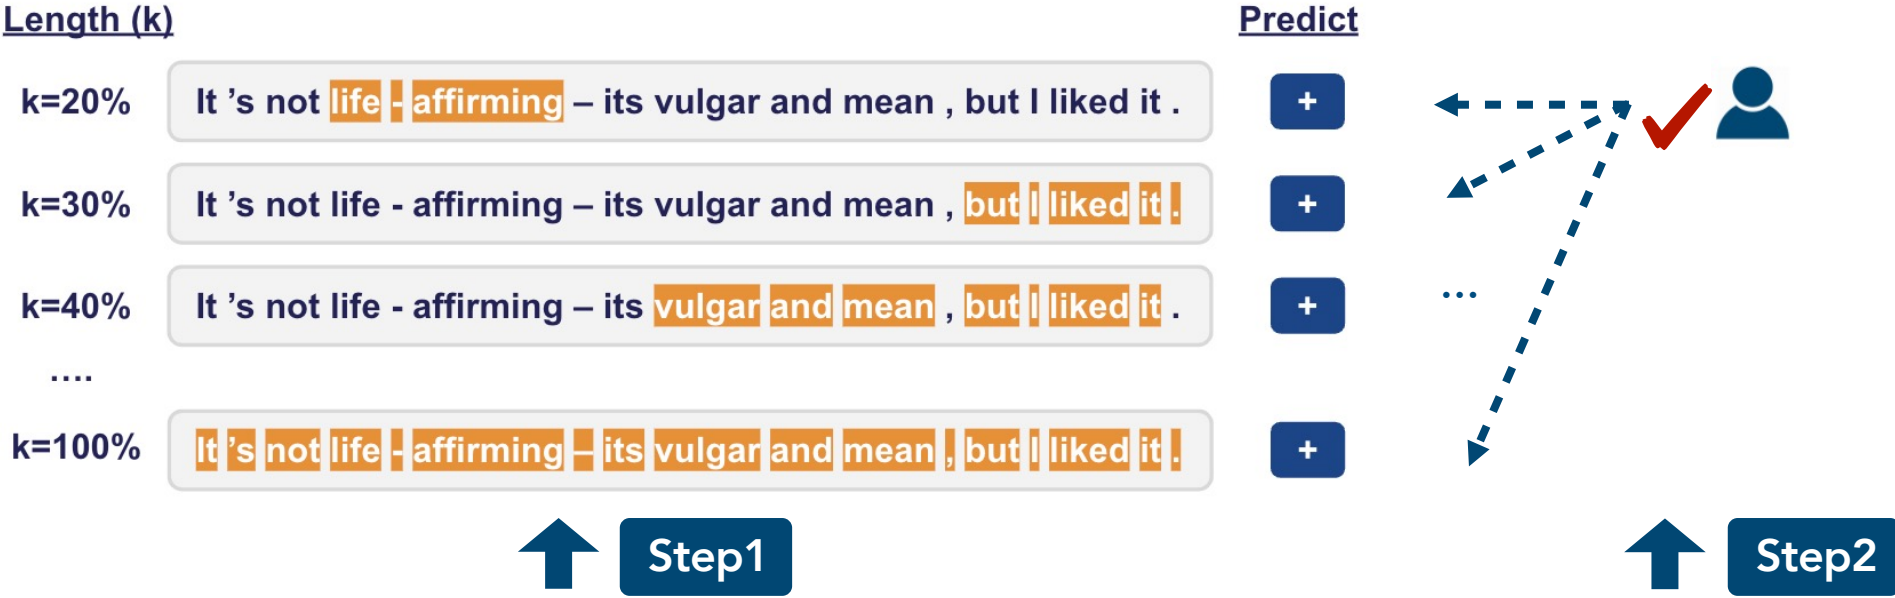 Length (k) Predict
k=20% It ’s not life - affirming – its vulgar and mean , but I liked it . +
k=30% It ’s not life - affirming – its vulgar and mean , but I liked it . +
k=40% It ’s not life - affirming – its vulgar and mean , but I liked it . + ...
....
k=100% It ’s not life - affirming – its vulgar and mean , but I liked it . +
Step1 Step2